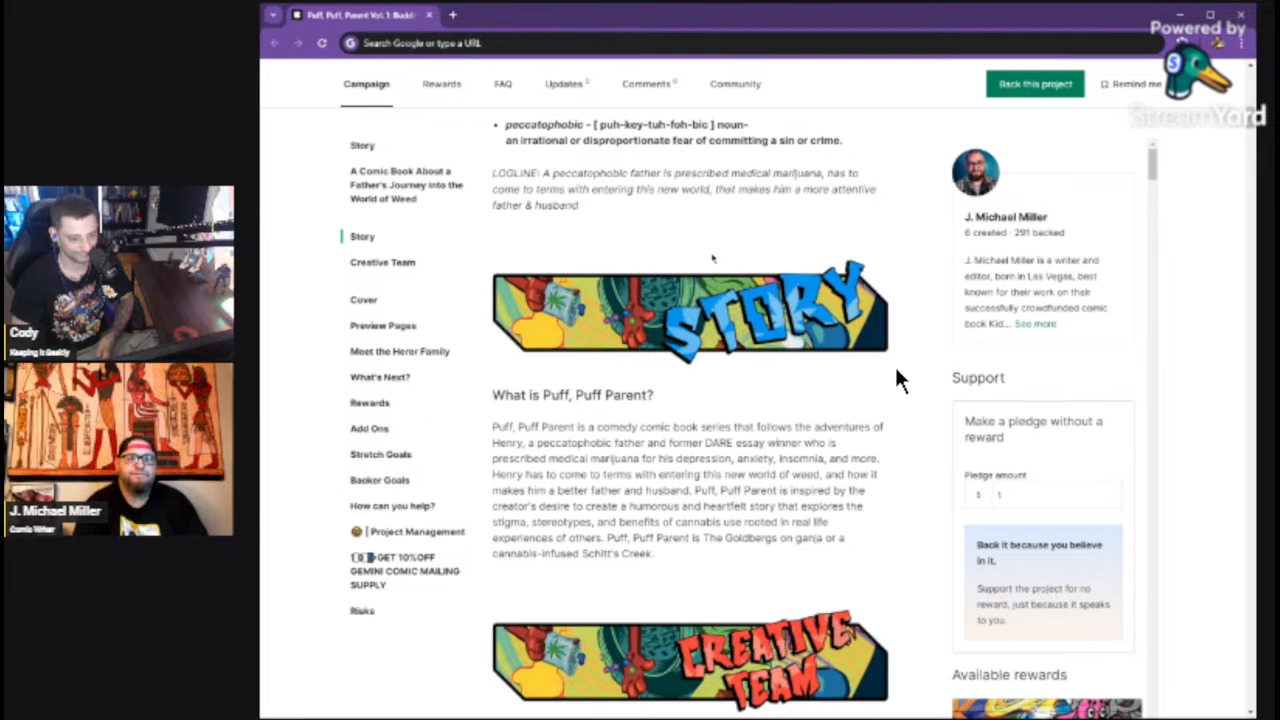 Puff, Puff, Parent Vol. 1: Buddi
Search Google or type a URL
Powered by
StreamYard
Campaign
Rewards
FAQ
Updates
Comments
Community
Back this project
Remind me
Story
A Comic Book About a
Father's Journey into the
World of Weed
Story
Creative Team
Cover
Preview Pages
Meet the Heror Family
What's Next?
Rewards
Add Ons
Stretch Goals
Backer Goals
How can you help?
| Project Management
GET 10%OFF
GEMINI COMIC MAILING
SUPPLY
Risks
• peccatophobic - [ puh-key-tuh-foh-bic ] noun-
an irrational or disproportionate fear of committing a sin or crime.
LOGLINE: A peccatophobic father is prescribed medical marijuana, has to
come to terms with entering this new world, that makes him a more attentive
father & husband
STORY
What is Puff, Puff Parent?
Puff, Puff Parent is a comedy comic book series that follows the adventures of
Henry, a peccatophobic father and former DARE essay winner who is
prescribed medical marijuana for his depression, anxiety, insomnia, and more.
Henry has to come to terms with entering this new world of weed, and how it
makes him a better father and husband. Puff, Puff Parent is inspired by the
creator's desire to create a humorous and heartfelt story that explores the
stigma, stereotypes, and benefits of cannabis use rooted in real life
experiences of others. Puff, Puff Parent is The Goldbergs on ganja or a
cannabis-infused Schitt's Creek.
CREATIVE
TEAM
J. Michael Miller
6 created · 291 backed
J. Michael Miller is a writer and
editor, born in Las Vegas, best
known for their work on their
successfully crowdfunded comic
book Kid... See more
Support
Make a pledge without a
reward
Pledge amount
$ 1
Back it because you believe
in it.
Support the project for no
reward, just because it speaks
to you.
Available rewards
Cody
Keeping it Geekly
J. Michael Miller
Comic Writer